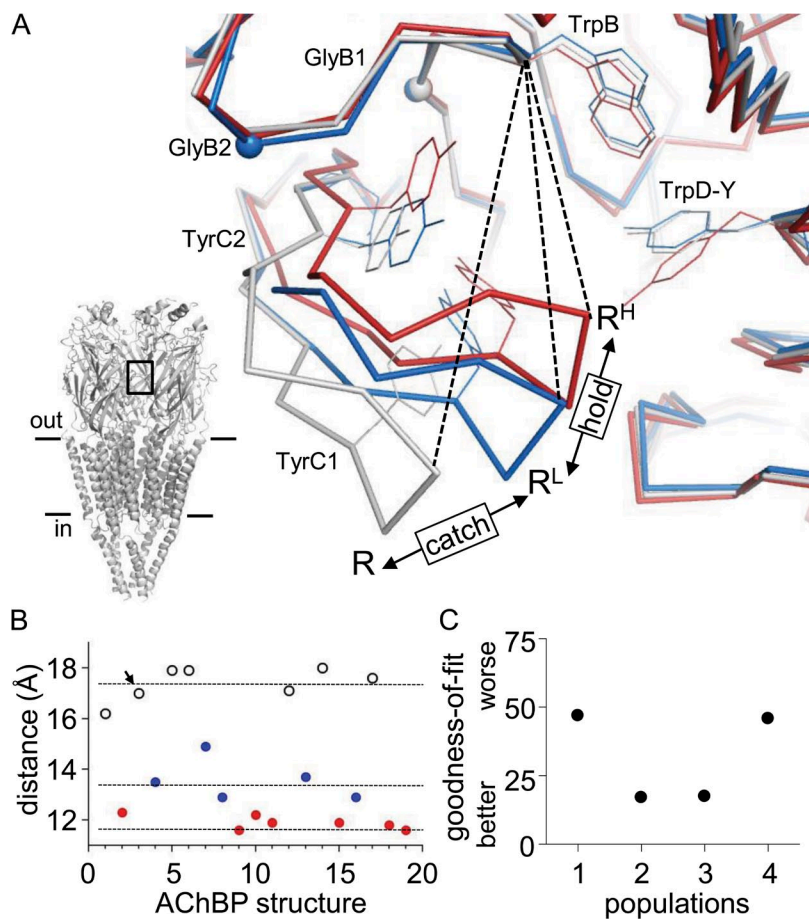 A
TrpB
GlyB1
GlyB2
TrpD-Y
TyrC2
R^H
hold
out
TyrC1
R^L
in
catch
R
B
C
distance (Å)
18
16
14
12
0
5
10
15
20
AChBP structure
goodness-of-fit
better worse
75
50
25
0
1
2
3
4
populations